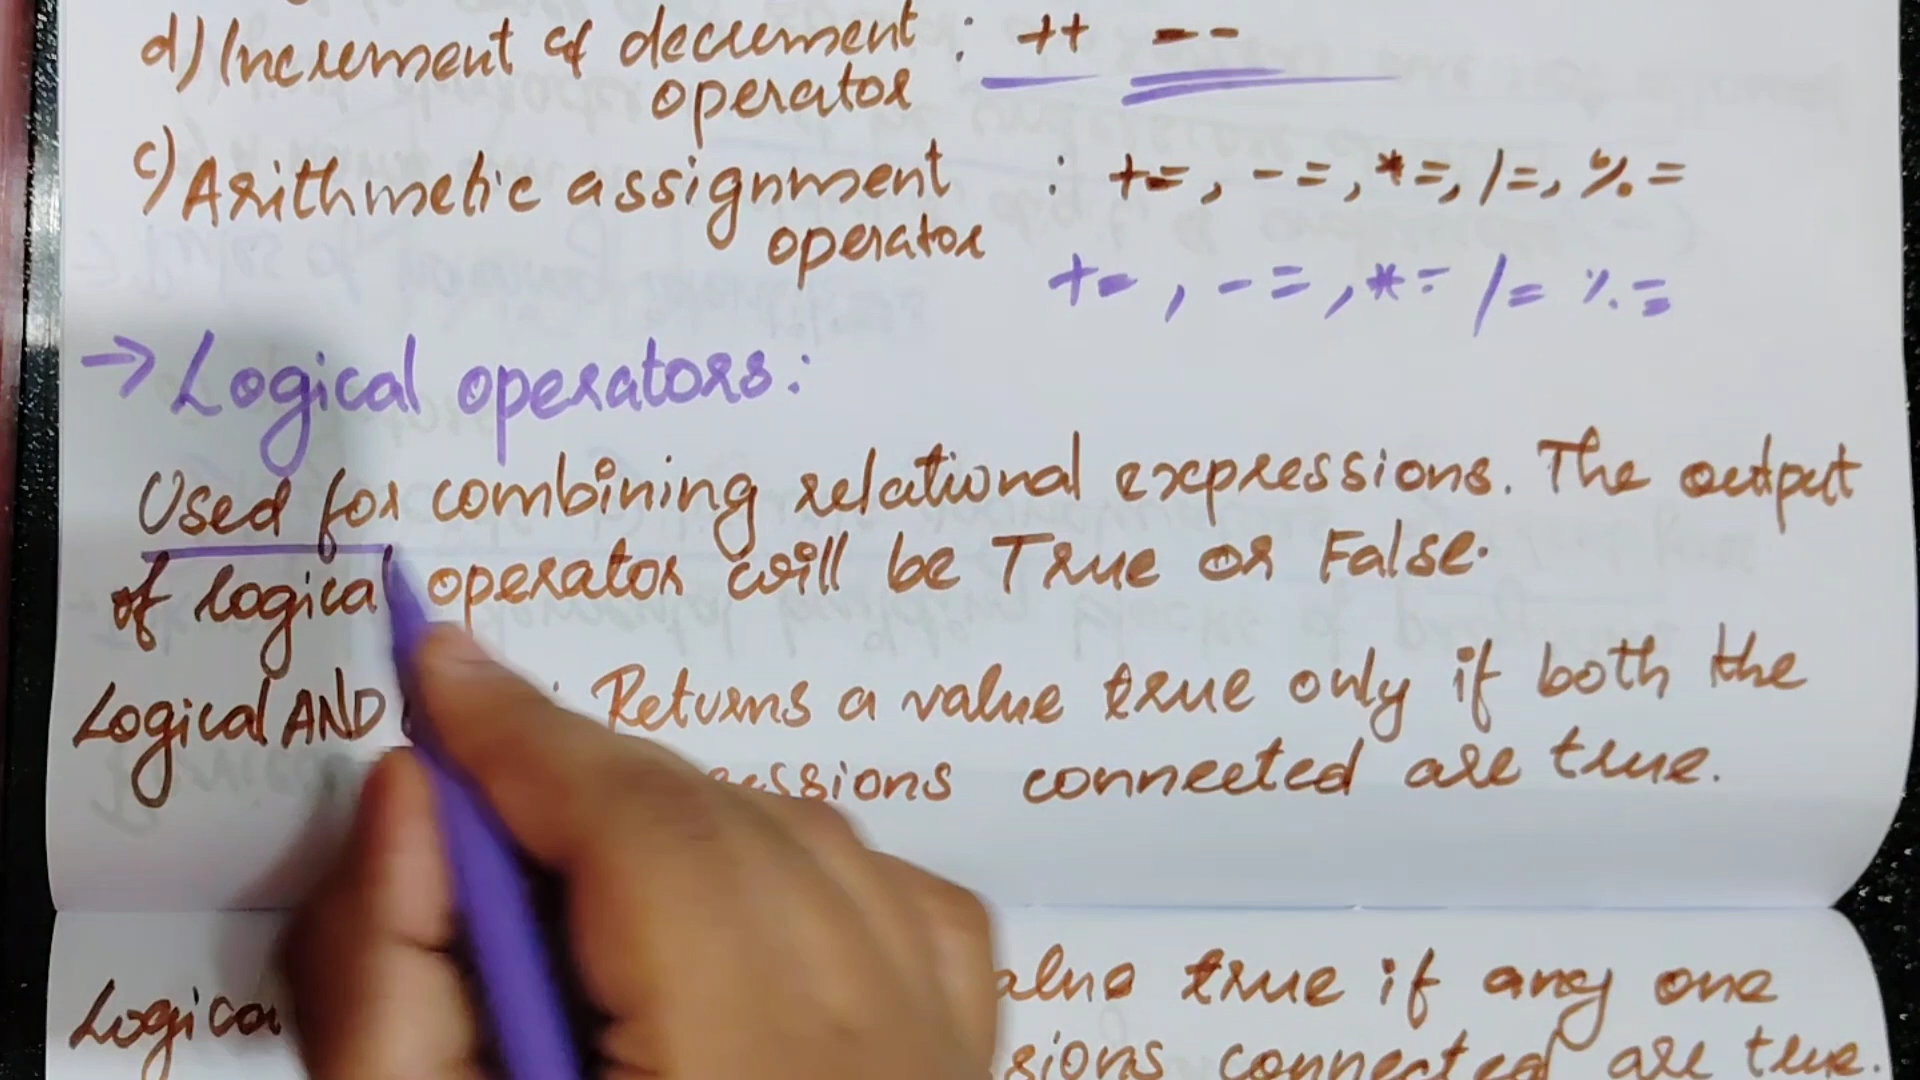 d) Increment & decrement : ++ --
operator
c) Arithmetic assignment : +=, -=, *=, /=, %=
operator
+=, -=, *= /= %=
→ Logical operators:
Used for combining relational expressions. The output
of logical operator will be True or False.
Logical AND : Returns a value true only if both the
connected are true.
true if any one
connected are true.